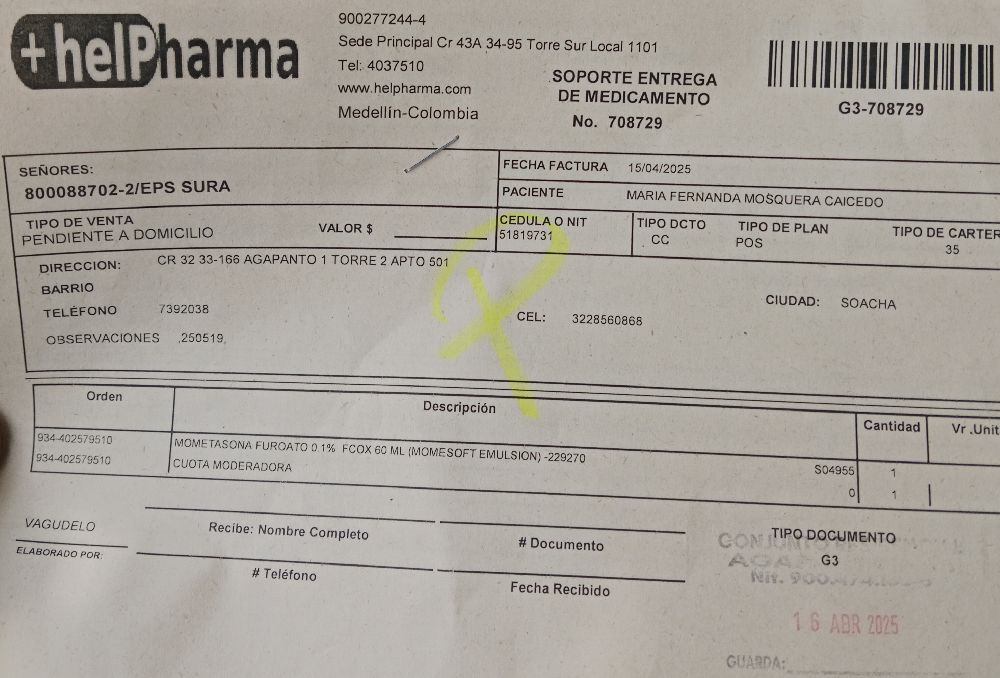 +helPharma
900277244-4
Sede Principal Cr 43A 34-95 Torre Sur Local 1101
Tel: 4037510
www.helpharma.com
Medellín-Colombia
SOPORTE ENTREGA
DE MEDICAMENTO
No. 708729
G3-708729
SEÑORES:
800088702-2/EPS SURA
FECHA FACTURA 15/04/2025
PACIENTE MARIA FERNANDA MOSQUERA CAICEDO
TIPO DE VENTA
PENDIENTE A DOMICILIO
VALOR $
CEDULA O NIT
51819731
TIPO DCTO
CC
TIPO DE PLAN
POS
TIPO DE CARTER
35
DIRECCION: CR 32 33-166 AGAPANTO 1 TORRE 2 APTO 501
BARRIO
TELÉFONO 7392038
CEL: 3228560868
CIUDAD: SOACHA
OBSERVACIONES ,250519,
Orden Descripción Cantidad Vr .Unit
934-402579510 MOMETASONA FUROATO 0.1% FCOX 60 ML (MOMESOFT EMULSION) -229270 S04955 1
934-402579510 CUOTA MODERADORA 0 1
VAGUDELO
ELABORADO POR:
Recibe: Nombre Completo
# Documento
# Teléfono
Fecha Recibido
TIPO DOCUMENTO
G3
16 ABR 2025
GUARDA: